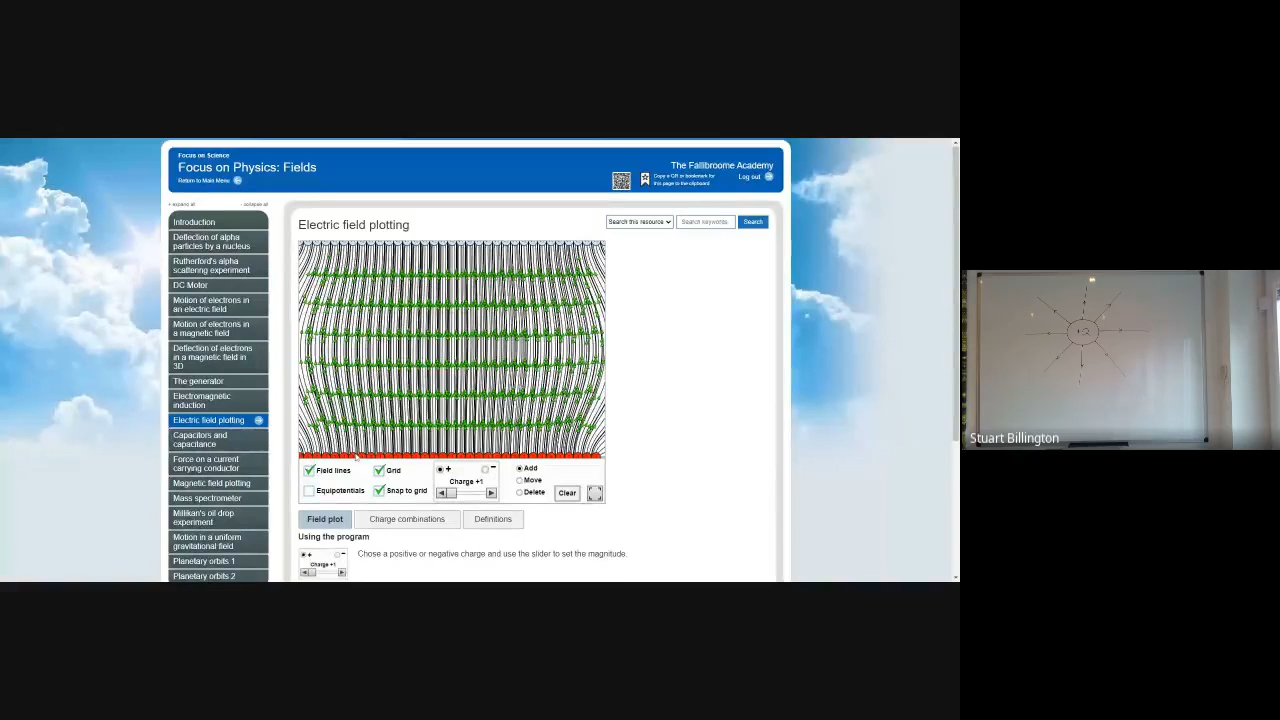 Focus on Science
Focus on Physics: Fields
Return to Main Menu
The Fallibroome Academy
Copy a QR or bookmark for
this page to the clipboard
Log out
+ expand all
- collapse all
Introduction
Deflection of alpha
particles by a nucleus
Rutherford's alpha
scattering experiment
DC Motor
Motion of electrons in
an electric field
Motion of electrons in
a magnetic field
Deflection of electrons
in a magnetic field in
3D
The generator
Electromagnetic
induction
Electric field plotting
Capacitors and
capacitance
Force on a current
carrying conductor
Magnetic field plotting
Mass spectrometer
Millikan's oil drop
experiment
Motion in a uniform
gravitational field
Planetary orbits 1
Planetary orbits 2
Electric field plotting
Search this resource
Search keywords
Search
Field lines
Grid
Equipotentials
Snap to grid
+
-
Charge +1
Add
Move
Delete
Clear
Field plot
Charge combinations
Definitions
Using the program
+
-
Charge +1
Chose a positive or negative charge and use the slider to set the magnitude.
+Q
Stuart Billington